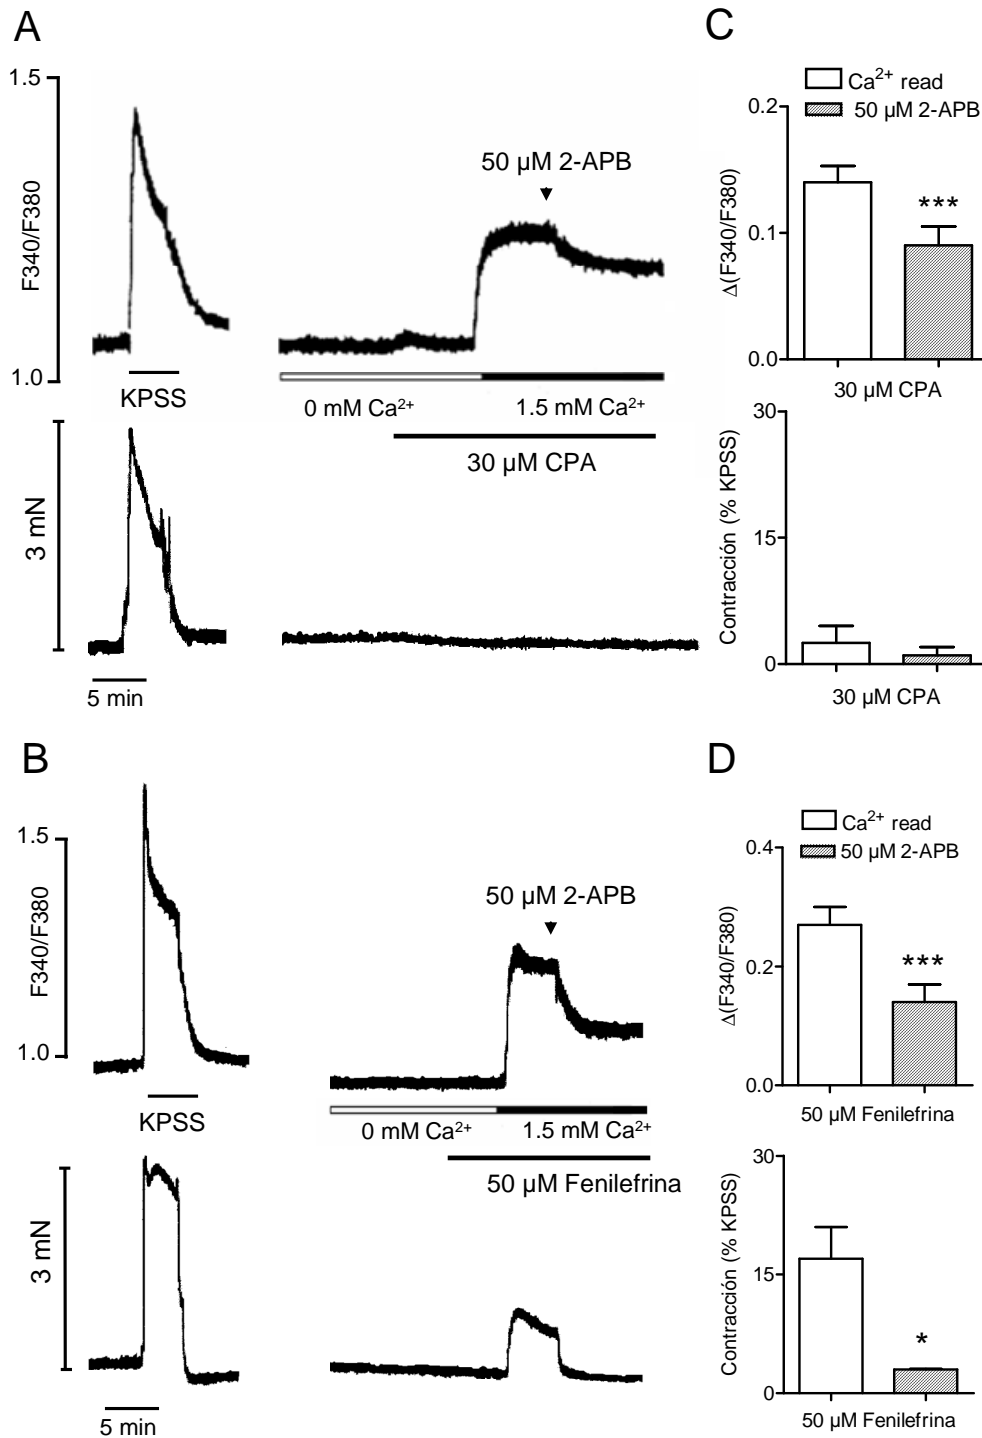 A
1.5
F340/F380
1.0
KPSS
50 µM 2-APB
0 mM Ca²⁺
1.5 mM Ca²⁺
30 µM CPA
3 mN
5 min
C
Ca²⁺ read
50 µM 2-APB
0.2
0.1
0.0
Δ(F340/F380)
***
30 µM CPA
30
15
0
Contracción (% KPSS)
30 µM CPA
B
1.5
F340/F380
1.0
KPSS
50 µM 2-APB
0 mM Ca²⁺
1.5 mM Ca²⁺
50 µM Fenilefrina
3 mN
5 min
D
Ca²⁺ read
50 µM 2-APB
0.4
0.2
0.0
Δ(F340/F380)
***
50 µM Fenilefrina
30
15
0
Contracción (% KPSS)
*
50 µM Fenilefrina